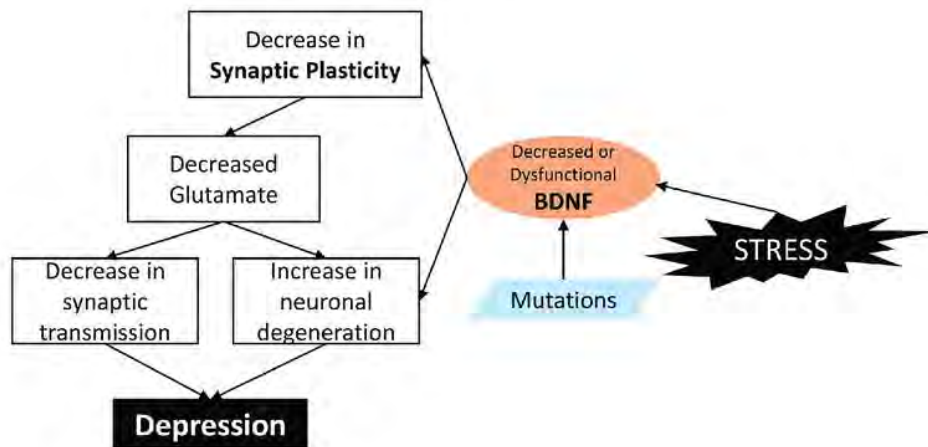 Decrease in
Synaptic Plasticity
Decreased
Glutamate
Decreased or
Dysfunctional
BDNF
STRESS
Decrease in
synaptic
transmission
Increase in
neuronal
degeneration
Mutations
Depression